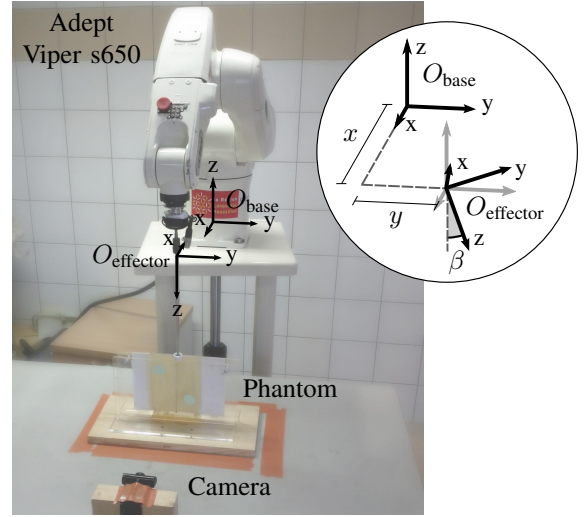 Adept
Viper s650
z
O_base
x
y
O_effector
x
y
z
Phantom
Camera
z
O_base
y
x
x
x
y
y
O_effector
z
β